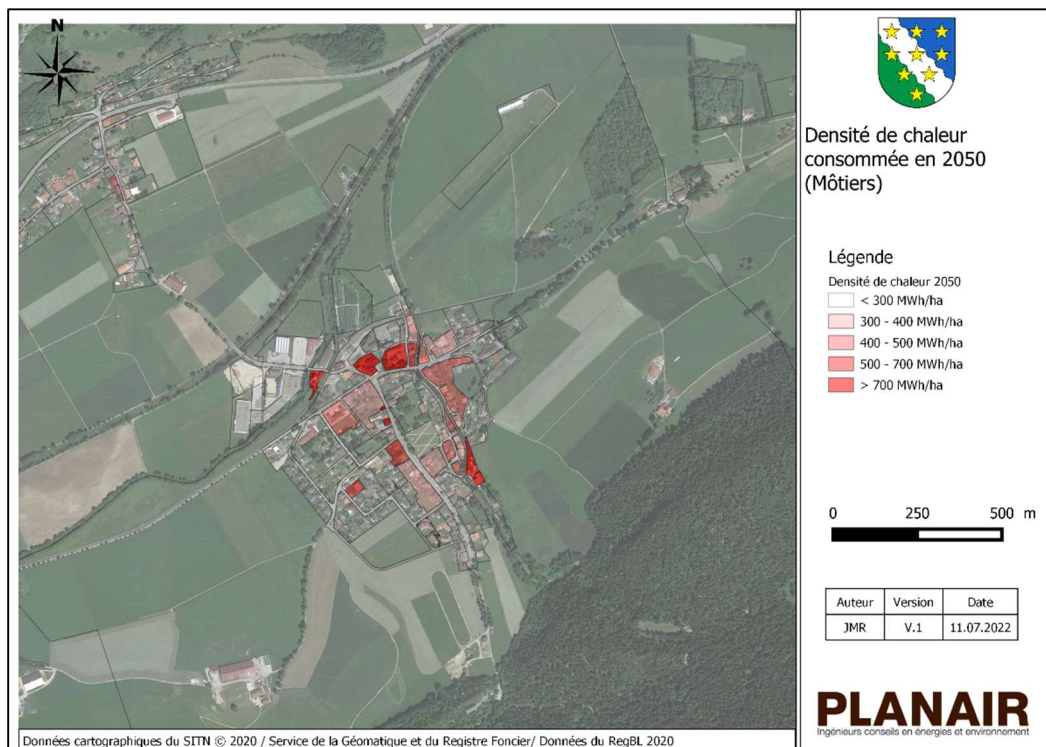 N
Densité de chaleur
consommée en 2050
(Môtiers)
Légende
Densité de chaleur 2050
< 300 MWh/ha
300 - 400 MWh/ha
400 - 500 MWh/ha
500 - 700 MWh/ha
> 700 MWh/ha
0 250 500 m
Auteur Version Date
JMR V.1 11.07.2022
PLANAIR
Ingénieurs conseils en énergies et environnement
Données cartographiques du SITN © 2020 / Service de la Géomatique et du Registre Foncier/ Données du RegBL 2020